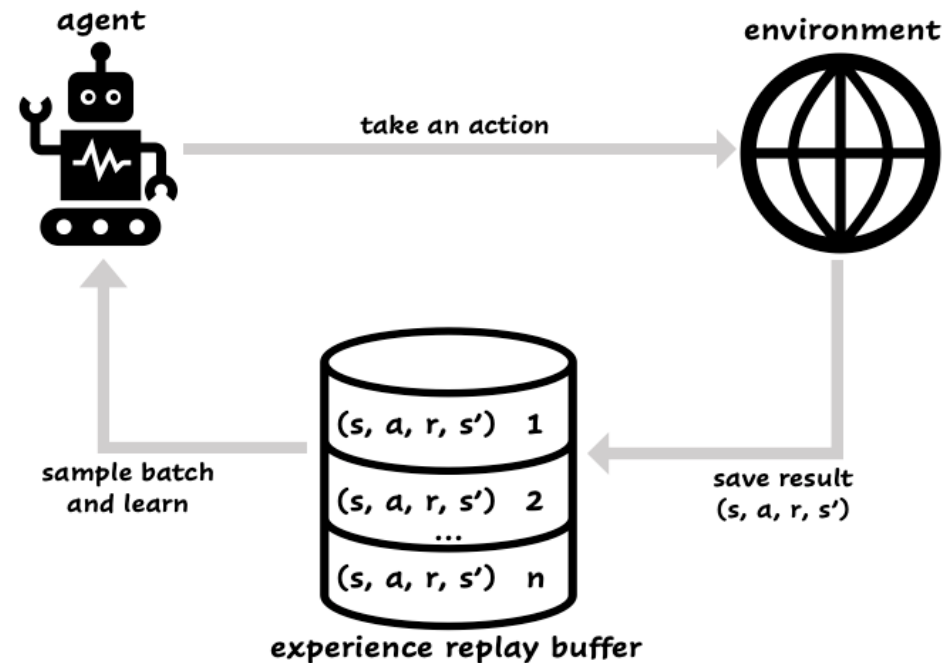 agent
environment
take an action
(s, a, r, s′) 1
(s, a, r, s′) 2
...
(s, a, r, s′) n
sample batch
and learn
save result
(s, a, r, s′)
experience replay buffer